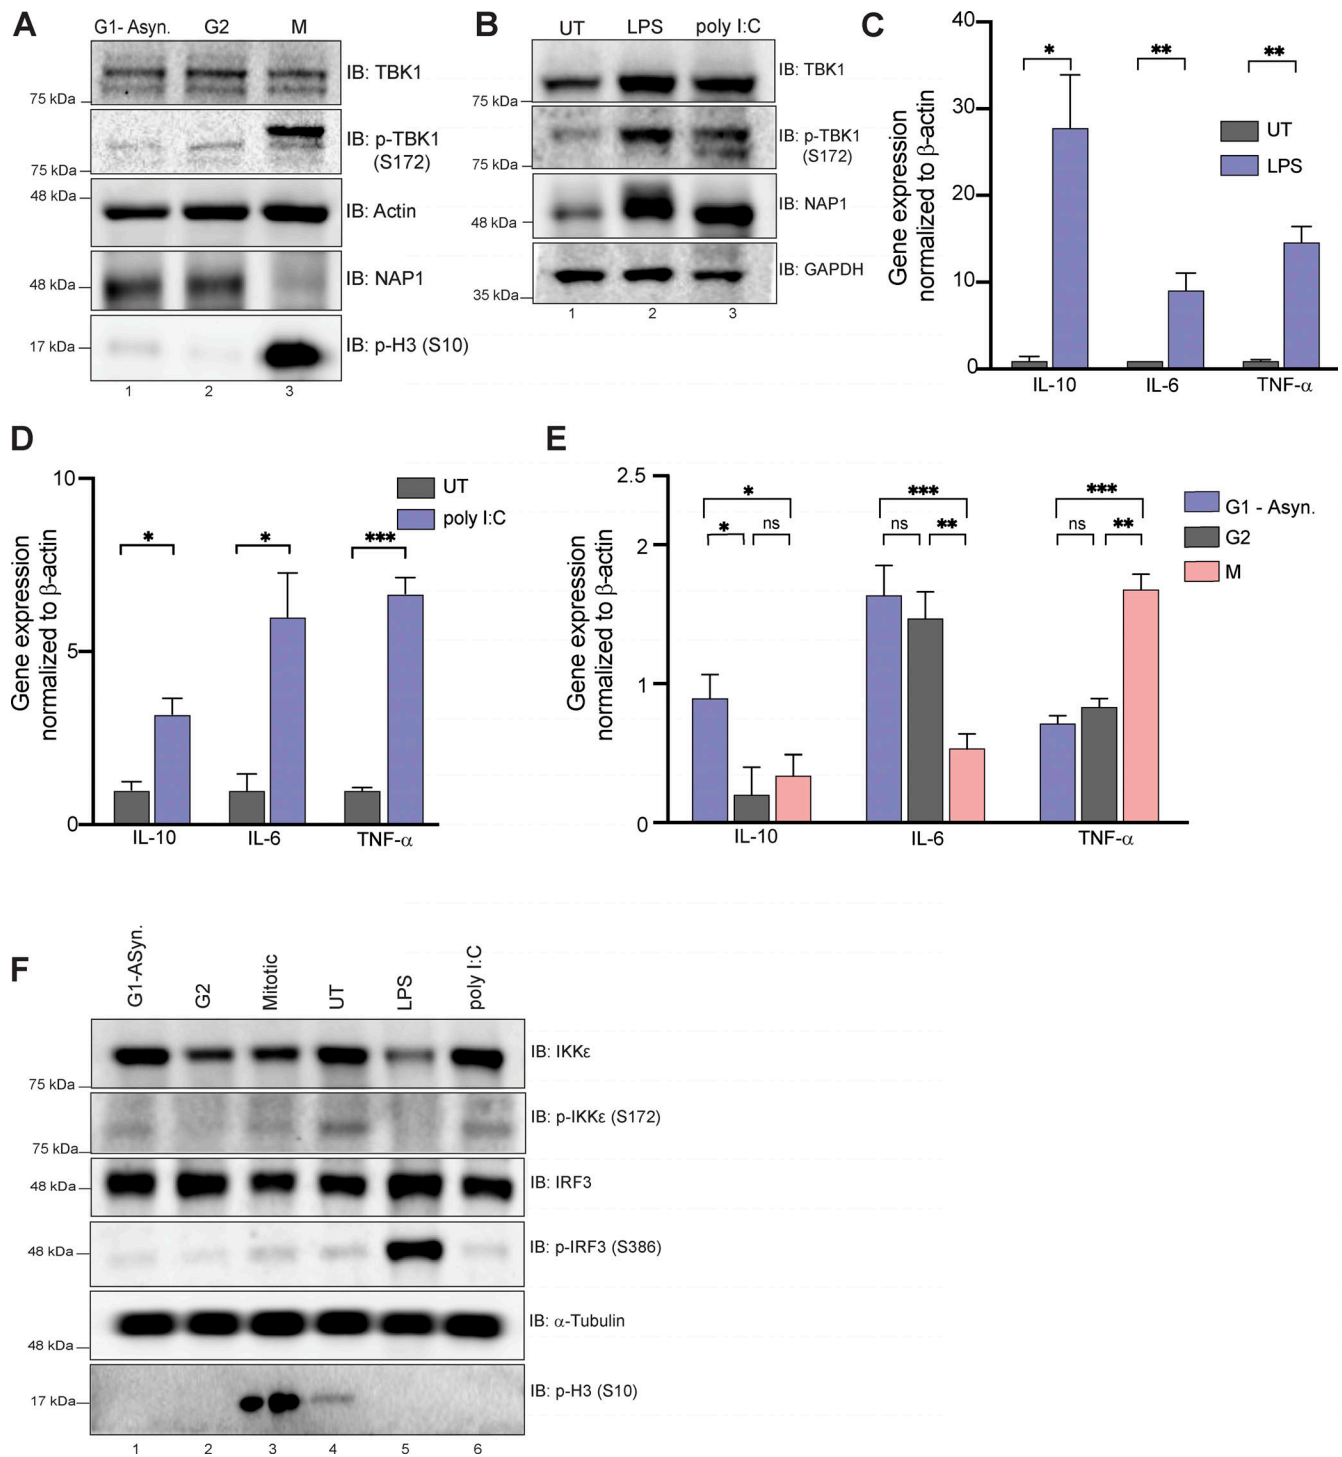 A
G1- Asyn. G2 M
IB: TBK1
75 kDa
IB: p-TBK1
(S172)
75 kDa
48 kDa
IB: Actin
IB: NAP1
48 kDa
IB: p-H3 (S10)
17 kDa
1 2 3
B
UT LPS poly I:C
IB: TBK1
75 kDa
IB: p-TBK1
(S172)
75 kDa
IB: NAP1
48 kDa
IB: GAPDH
35 kDa
1 2 3
C
Gene expression
normalized to β-actin
40
30
20
10
0
* ** **
UT
LPS
IL-10 IL-6 TNF-α
D
Gene expression
normalized to β-actin
10
5
0
UT
poly I:C
* * ***
IL-10 IL-6 TNF-α
E
Gene expression
normalized to β-actin
2.5
2
1
0
* *** ***
* ns ns ** ns **
G1 - Asyn.
G2
M
IL-10 IL-6 TNF-α
F
G1-ASyn.
G2
Mitotic
UT
LPS
poly I:C
IB: IKKε
75 kDa
IB: p-IKKε (S172)
75 kDa
IB: IRF3
48 kDa
IB: p-IRF3 (S386)
48 kDa
IB: α-Tubulin
48 kDa
IB: p-H3 (S10)
17 kDa
1 2 3 4 5 6